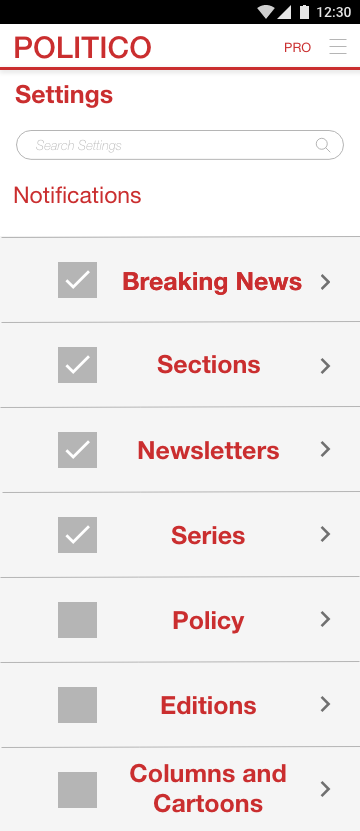 12:30
POLITICO
PRO
Settings
Search Settings
Notifications
Breaking News
Sections
Newsletters
Series
Policy
Editions
Columns and
Cartoons